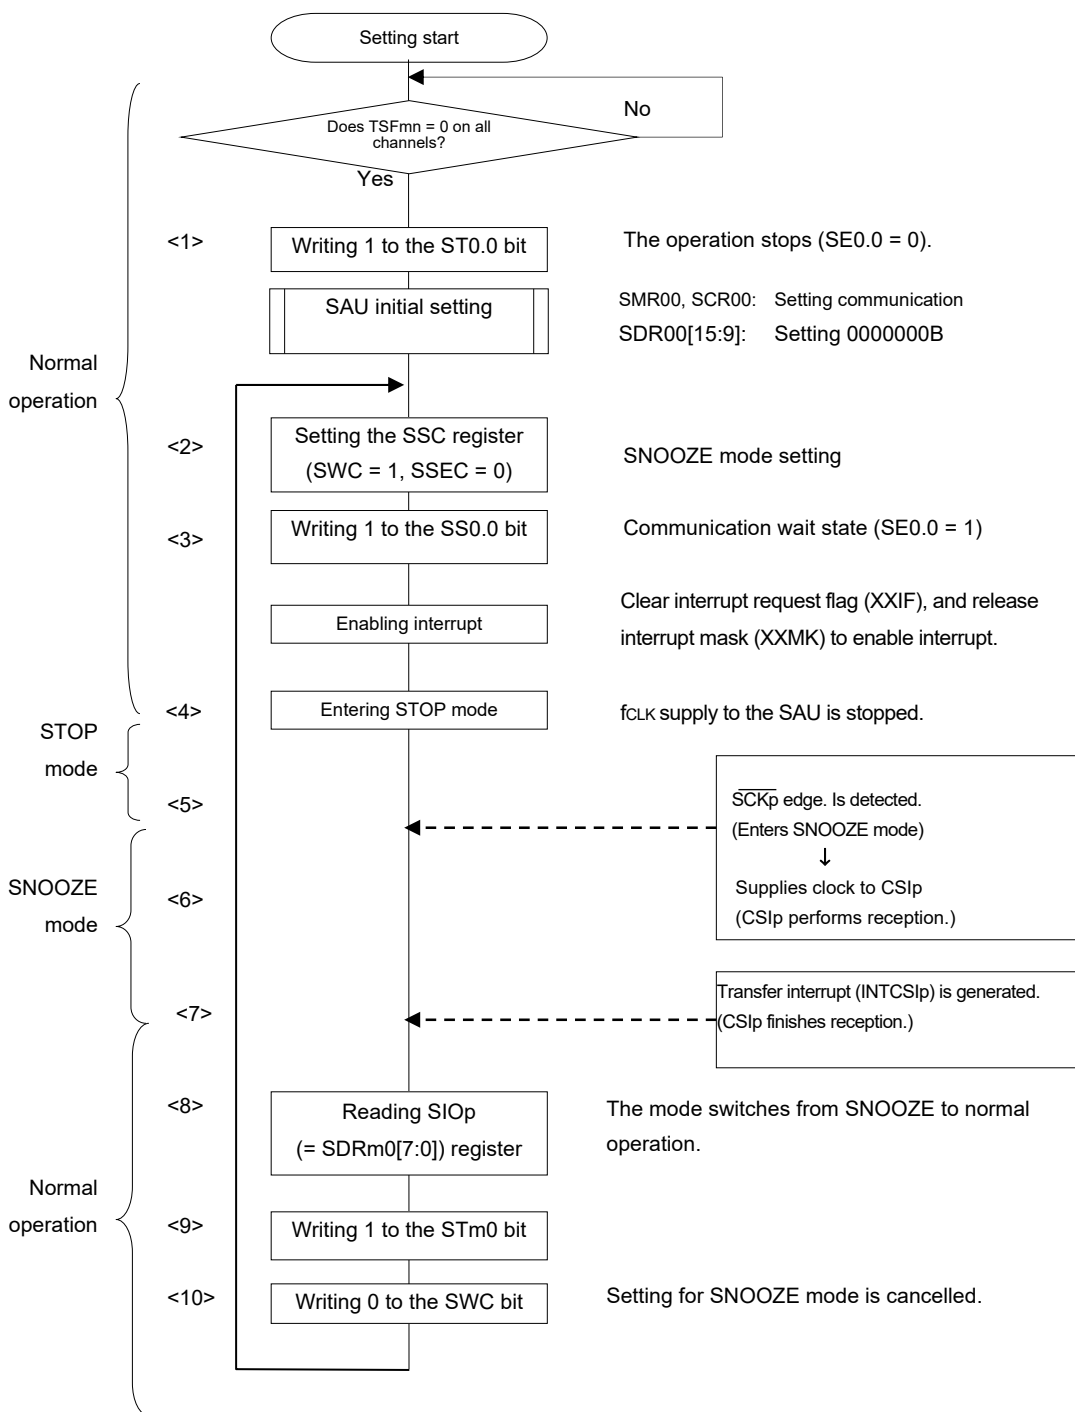 Setting start
No
Does TSFmn = 0 on all
channels?
Yes
<1>
Writing 1 to the ST0.0 bit
The operation stops (SE0.0 = 0).
SAU initial setting
SMR00, SCR00: Setting communication
SDR00[15:9]: Setting 0000000B
Normal
operation
<2>
Setting the SSC register
(SWC = 1, SSEC = 0)
SNOOZE mode setting
<3>
Writing 1 to the SS0.0 bit
Communication wait state (SE0.0 = 1)
Enabling interrupt
Clear interrupt request flag (XXIF), and release
interrupt mask (XXMK) to enable interrupt.
<4>
Entering STOP mode
fCLK supply to the SAU is stopped.
STOP
mode
<5>
SCKp edge. Is detected.
(Enters SNOOZE mode)
↓
Supplies clock to CSIp
(CSIp performs reception.)
SNOOZE
mode
<6>
<7>
Transfer interrupt (INTCSIp) is generated.
(CSIp finishes reception.)
<8>
Reading SIOp
(= SDRm0[7:0]) register
The mode switches from SNOOZE to normal
operation.
Normal
operation
<9>
Writing 1 to the STm0 bit
<10>
Writing 0 to the SWC bit
Setting for SNOOZE mode is cancelled.